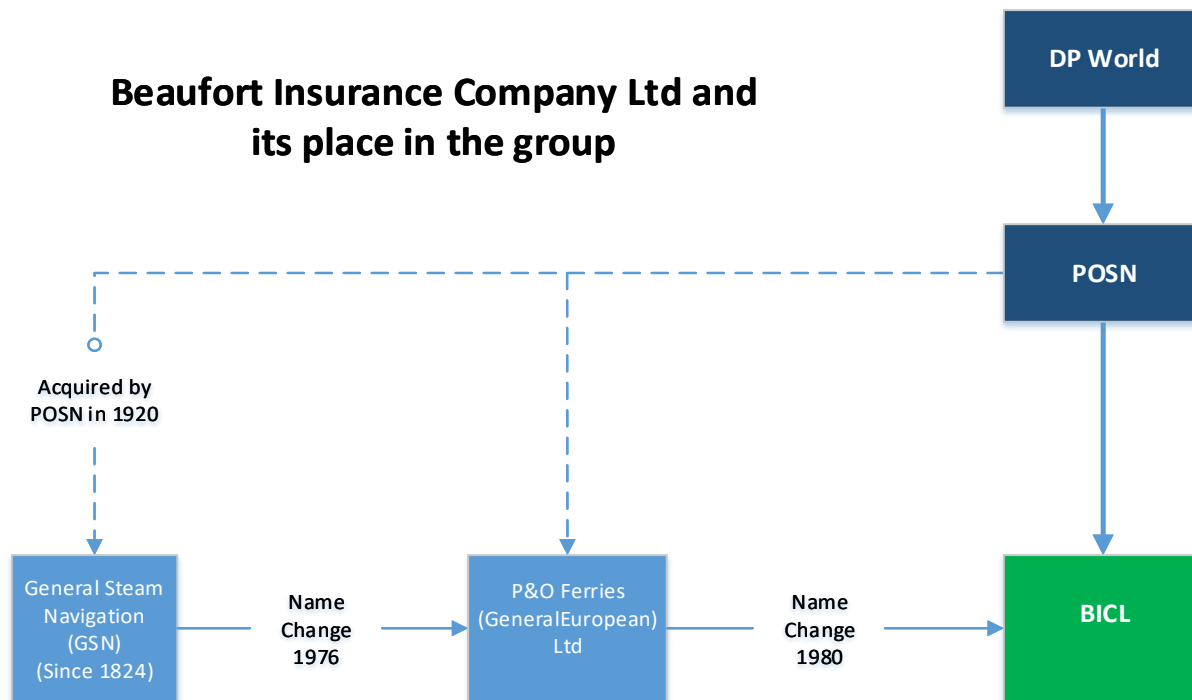 Beaufort Insurance Company Ltd and
its place in the group
DP World
POSN
Acquired by
POSN in 1920
General Steam
Navigation
(GSN)
(Since 1824)
Name
Change
1976
P&O Ferries
(GeneralEuropean)
Ltd
Name
Change
1980
BICL